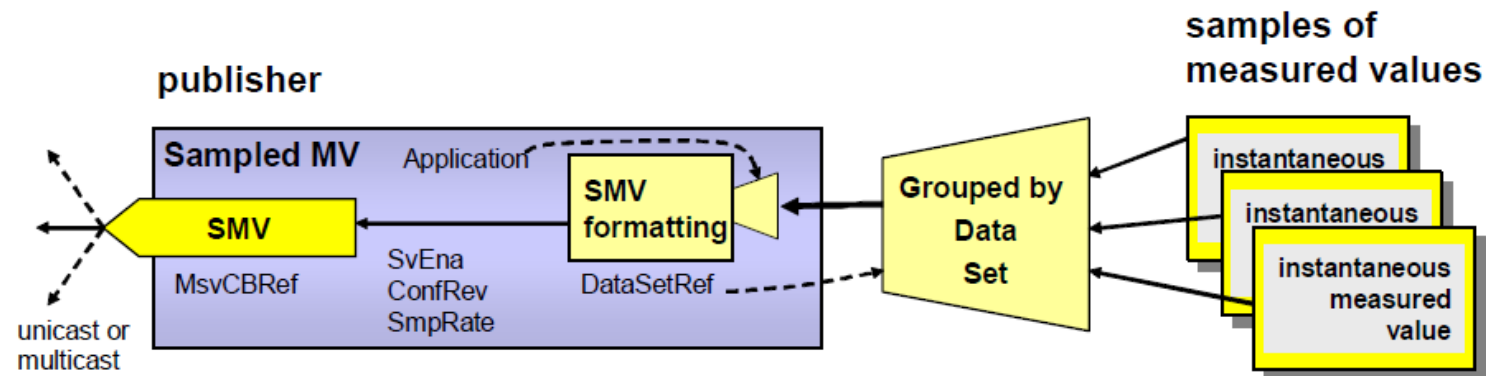 samples of
measured values
publisher
Sampled MV
Application
SMV
formatting
SMV
MsvCBRef
SvEna
ConfRev
SmpRate
DataSetRef
unicast or
multicast
Grouped by
Data
Set
instantaneous
instantaneous
instantaneous
measured
value